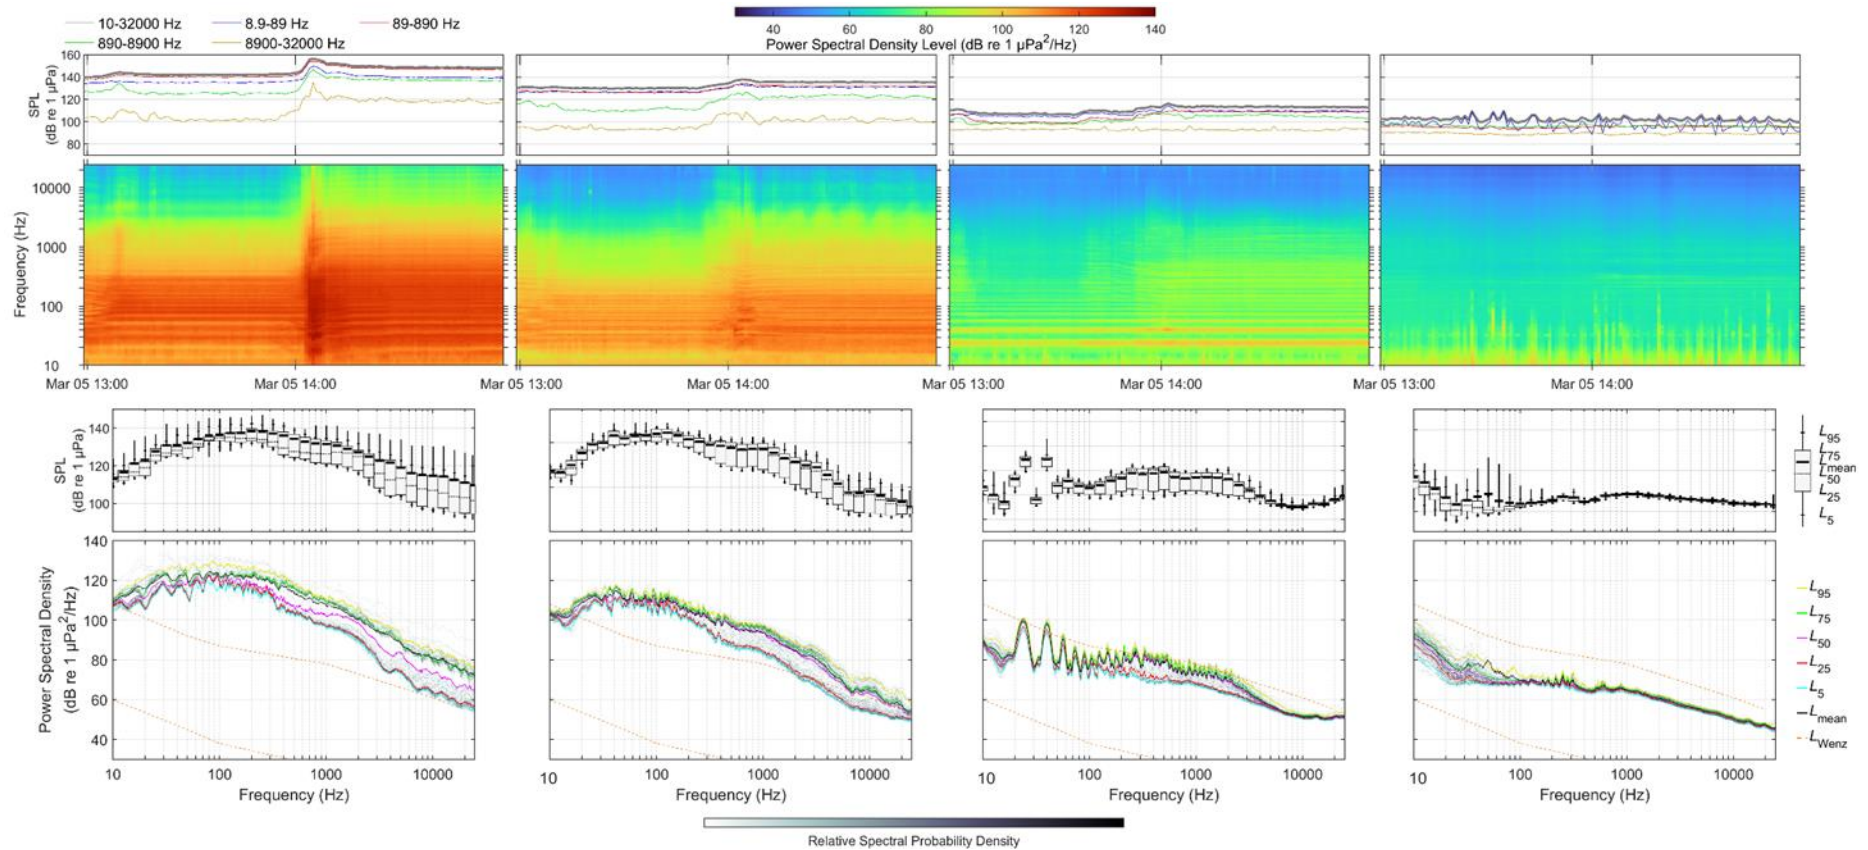 10-32000 Hz
8.9-89 Hz
89-890 Hz
890-8900 Hz
8900-32000 Hz
40 60 80 100 120 140
Power Spectral Density Level (dB re 1 µPa²/Hz)
SPL
(dB re 1 µPa)
160
140
120
100
80
Frequency (Hz)
10000
1000
100
10
Mar 05 13:00 Mar 05 14:00 Mar 05 13:00 Mar 05 14:00 Mar 05 13:00 Mar 05 14:00 Mar 05 13:00 Mar 05 14:00
SPL
(dB re 1 µPa)
140
120
100
L95
L75
Lmean
L50
L25
L5
Power Spectral Density
(dB re 1 µPa²/Hz)
140
120
100
80
60
40
L95
L75
L50
L25
L5
Lmean
LWenz
10 100 1000 10000 10 100 1000 10000 10 100 1000 10000 10 100 1000 10000
Frequency (Hz) Frequency (Hz) Frequency (Hz) Frequency (Hz)
Relative Spectral Probability Density